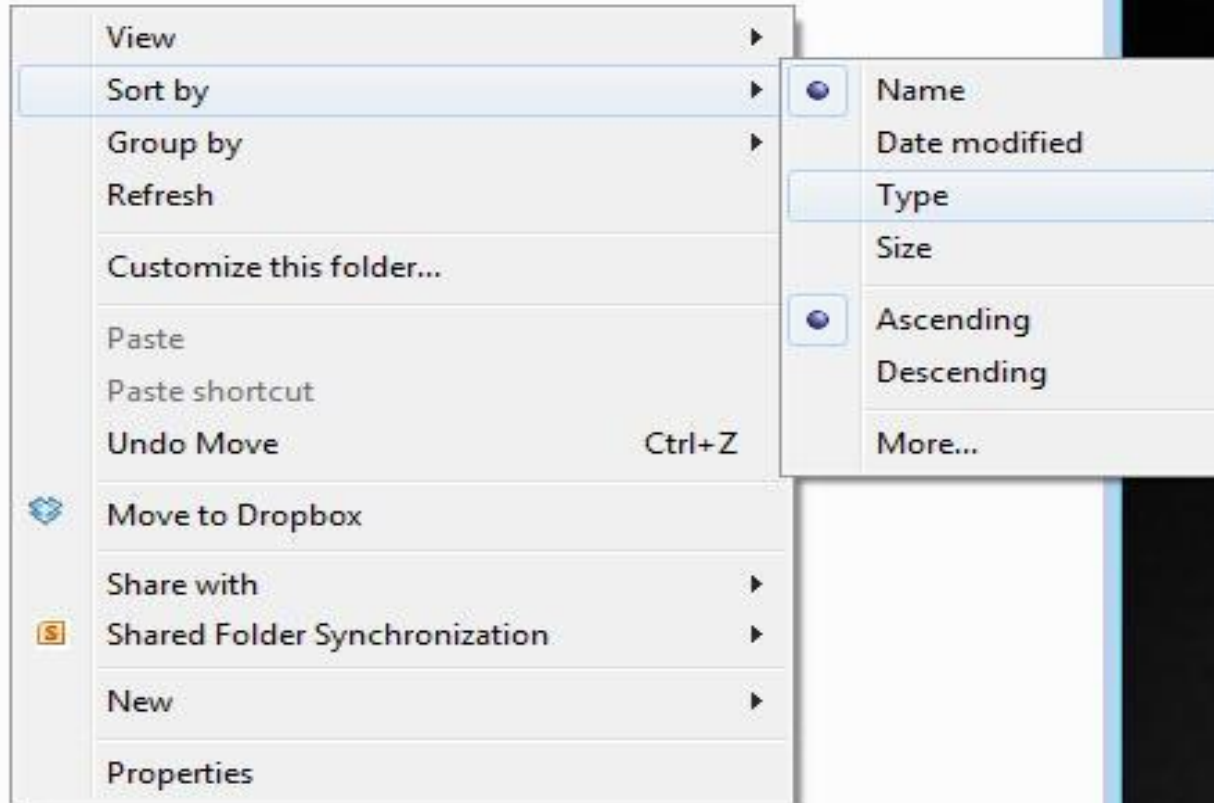 View
Sort by
Group by
Refresh
Customize this folder...
Paste
Paste shortcut
Undo Move Ctrl+Z
Move to Dropbox
Share with
S
Shared Folder Synchronization
New
Properties
Name
Date modified
Type
Size
Ascending
Descending
More...